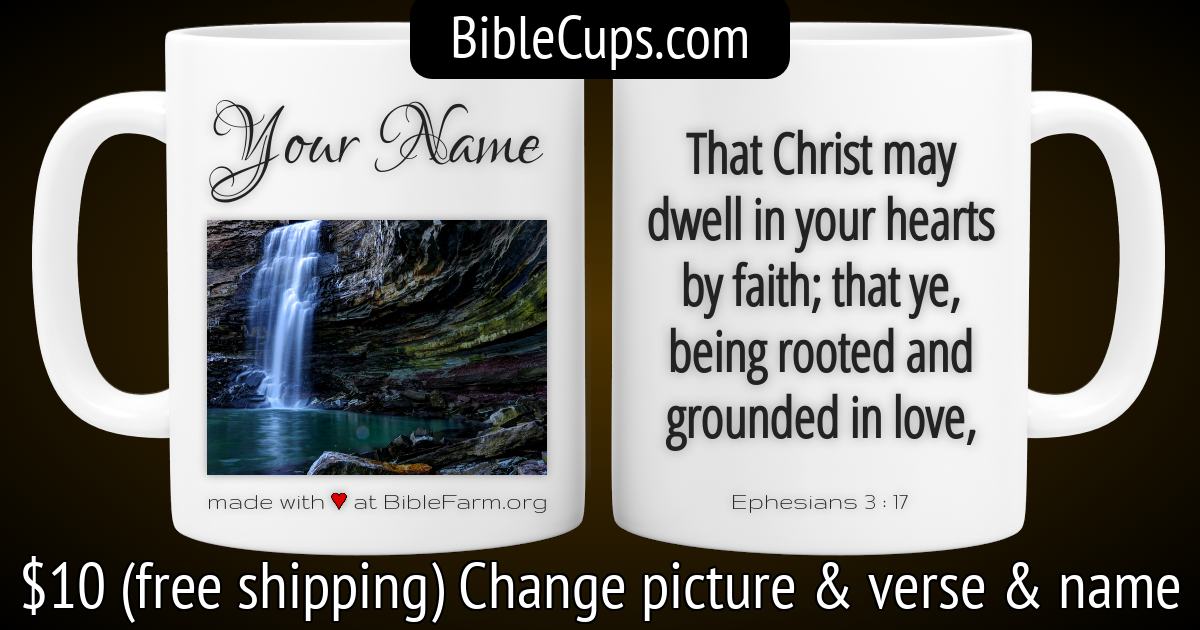 BibleCups.com
Your Name
made with ♥ at BibleFarm.org
That Christ may
dwell in your hearts
by faith; that ye,
being rooted and
grounded in love,
Ephesians 3 : 17
$10 (free shipping) Change picture & verse & name